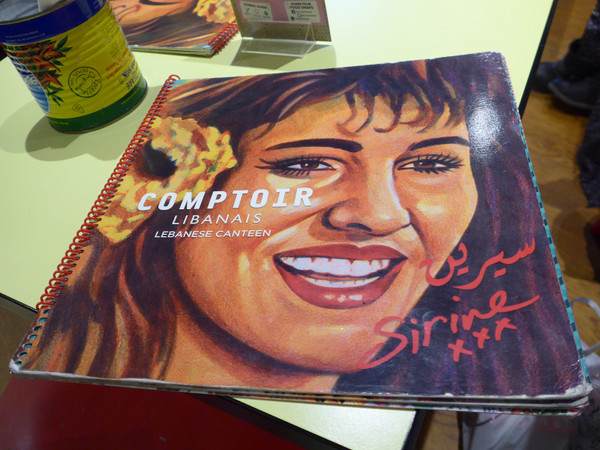 COMPTOIR
LIBANAIS
LEBANESE CANTEEN
سيرين
Sirine
xxx